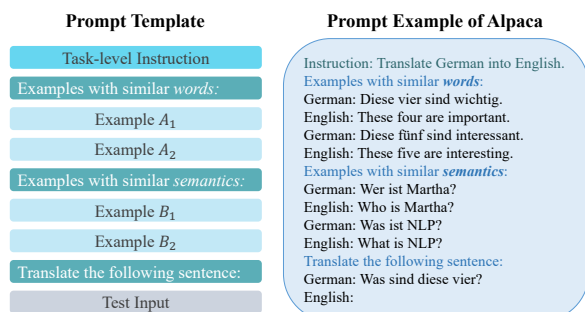 Prompt Template
Task-level Instruction
Examples with similar words:
Example A₁
Example A₂
Examples with similar semantics:
Example B₁
Example B₂
Translate the following sentence:
Test Input
Prompt Example of Alpaca
Instruction: Translate German into English.
Examples with similar words:
German: Diese vier sind wichtig.
English: These four are important.
German: Diese fünf sind interessant.
English: These five are interesting.
Examples with similar semantics:
German: Wer ist Martha?
English: Who is Martha?
German: Was ist NLP?
English: What is NLP?
Translate the following sentence:
German: Was sind diese vier?
English: